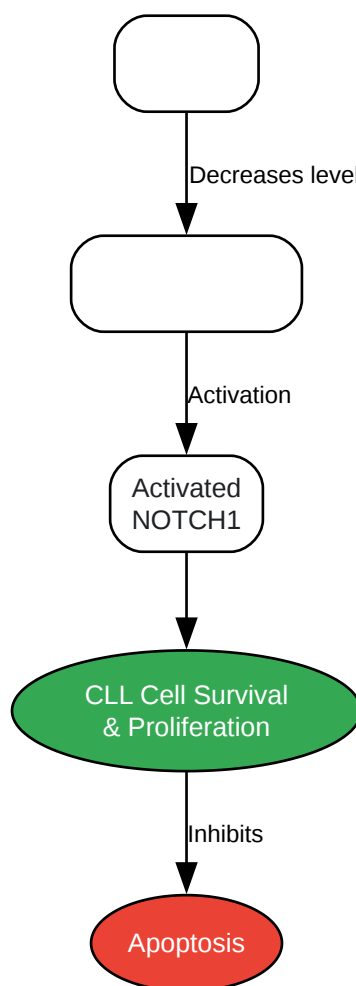 Decreases level
Activation
Activated
NOTCH1
CLL Cell Survival
& Proliferation
Inhibits
Apoptosis